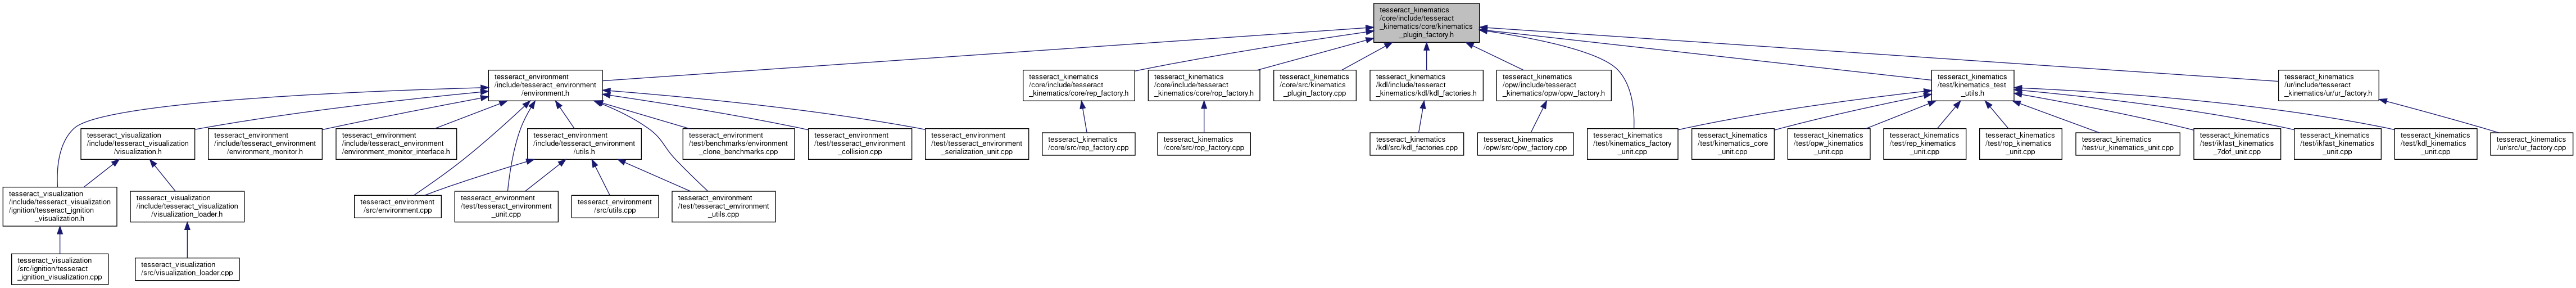 tesseract_kinematics
/core/include/tesseract
_kinematics/core/kinematics
_plugin_factory.h
tesseract_environment
/include/tesseract_environment
/environment.h
tesseract_kinematics
/core/include/tesseract
_kinematics/core/rep_factory.h
tesseract_kinematics
/core/include/tesseract
_kinematics/core/rop_factory.h
tesseract_kinematics
/core/src/kinematics
_plugin_factory.cpp
tesseract_kinematics
/kdl/include/tesseract
_kinematics/kdl/kdl_factories.h
tesseract_kinematics
/opw/include/tesseract
_kinematics/opw/opw_factory.h
tesseract_kinematics
/test/kinematics_test
_utils.h
tesseract_kinematics
/ur/include/tesseract
_kinematics/ur/ur_factory.h
tesseract_visualization
/include/tesseract_visualization
/visualization.h
tesseract_environment
/include/tesseract_environment
/environment_monitor.h
tesseract_environment
/include/tesseract_environment
/environment_monitor_interface.h
tesseract_environment
/include/tesseract_environment
/utils.h
tesseract_environment
/test/benchmarks/environment
_clone_benchmarks.cpp
tesseract_environment
/test/tesseract_environment
_collision.cpp
tesseract_environment
/test/tesseract_environment
_serialization_unit.cpp
tesseract_kinematics
/core/src/rep_factory.cpp
tesseract_kinematics
/core/src/rop_factory.cpp
tesseract_kinematics
/kdl/src/kdl_factories.cpp
tesseract_kinematics
/opw/src/opw_factory.cpp
tesseract_kinematics
/test/kinematics_factory
_unit.cpp
tesseract_kinematics
/test/kinematics_core
_unit.cpp
tesseract_kinematics
/test/opw_kinematics
_unit.cpp
tesseract_kinematics
/test/rep_kinematics
_unit.cpp
tesseract_kinematics
/test/rop_kinematics
_unit.cpp
tesseract_kinematics
/test/ur_kinematics_unit.cpp
tesseract_kinematics
/test/ikfast_kinematics
_7dof_unit.cpp
tesseract_kinematics
/test/ikfast_kinematics
_unit.cpp
tesseract_kinematics
/test/kdl_kinematics
_unit.cpp
tesseract_kinematics
/ur/src/ur_factory.cpp
tesseract_visualization
/include/tesseract_visualization
/ignition/tesseract_ignition
_visualization.h
tesseract_visualization
/include/tesseract_visualization
/visualization_loader.h
tesseract_environment
/src/environment.cpp
tesseract_environment
/test/tesseract_environment
_unit.cpp
tesseract_environment
/src/utils.cpp
tesseract_environment
/test/tesseract_environment
_utils.cpp
tesseract_visualization
/src/ignition/tesseract
_ignition_visualization.cpp
tesseract_visualization
/src/visualization_loader.cpp